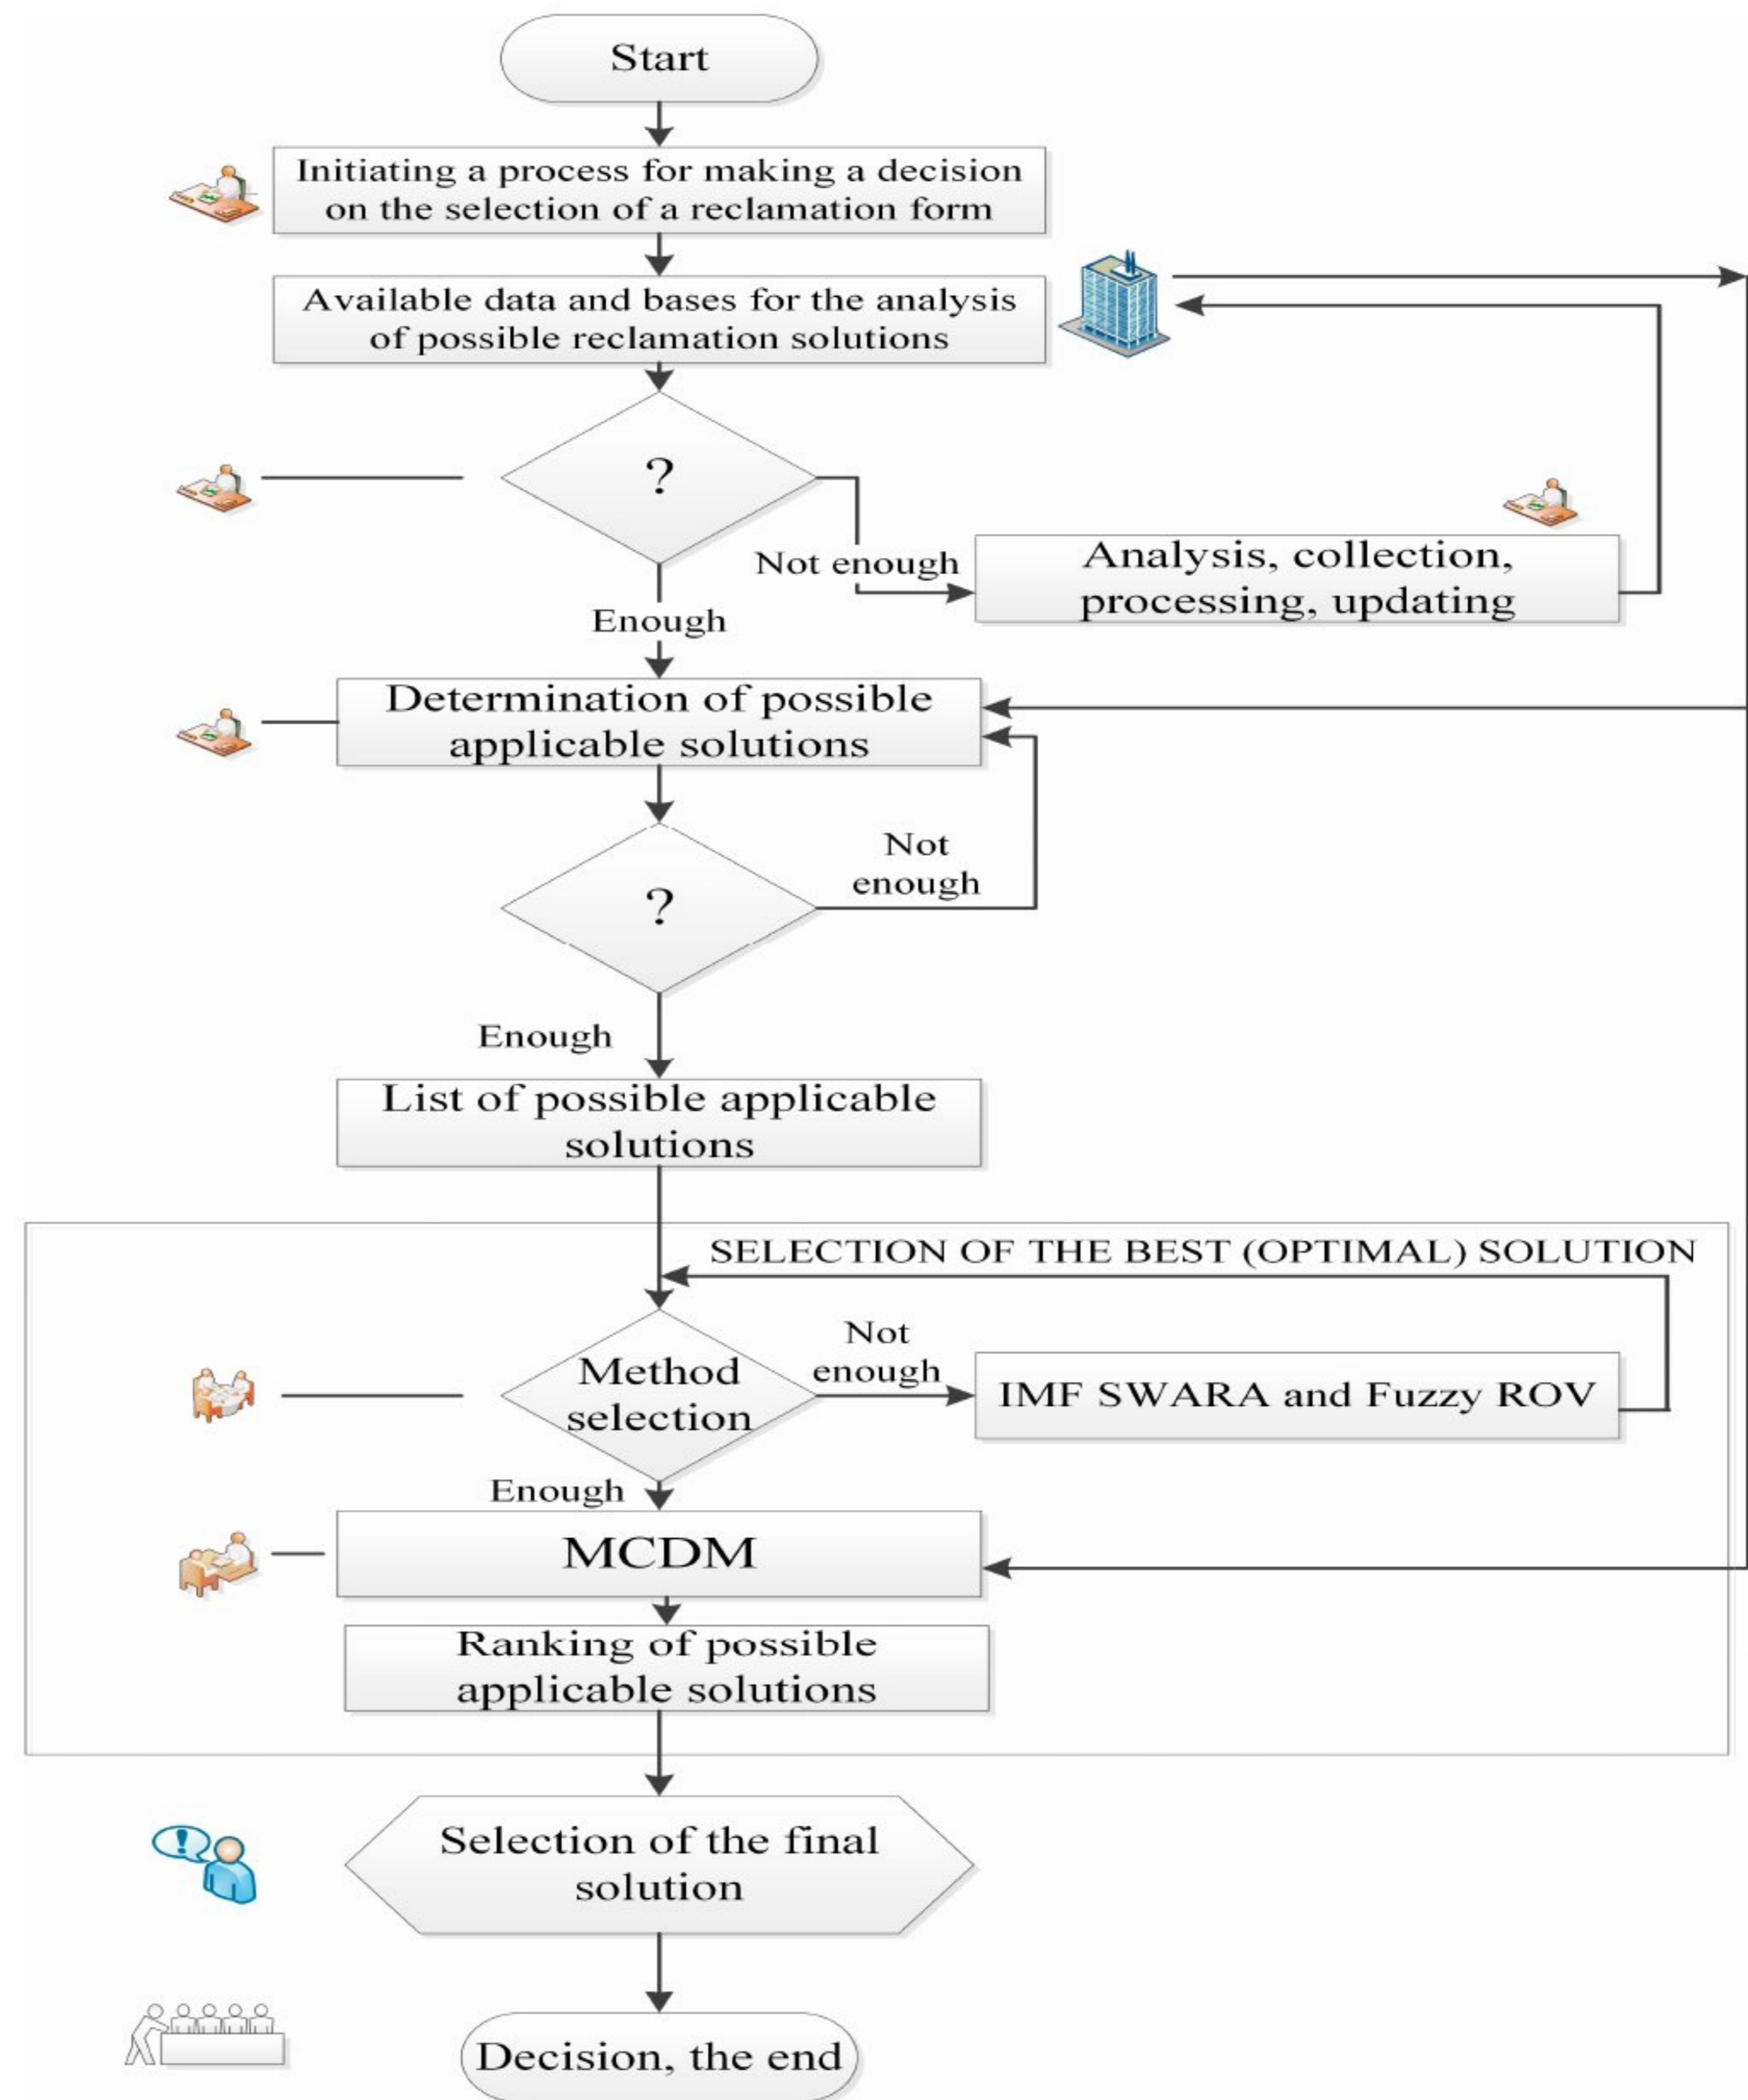 Start
Initiating a process for making a decision
on the selection of a reclamation form
Available data and bases for the analysis
of possible reclamation solutions
?
Not enough
Analysis, collection,
processing, updating
Enough
Determination of possible
applicable solutions
?
Not
enough
Enough
List of possible applicable
solutions
SELECTION OF THE BEST (OPTIMAL) SOLUTION
Method
selection
Not
enough
IMF SWARA and Fuzzy ROV
Enough
MCDM
Ranking of possible
applicable solutions
!
Selection of the final
solution
Decision, the end